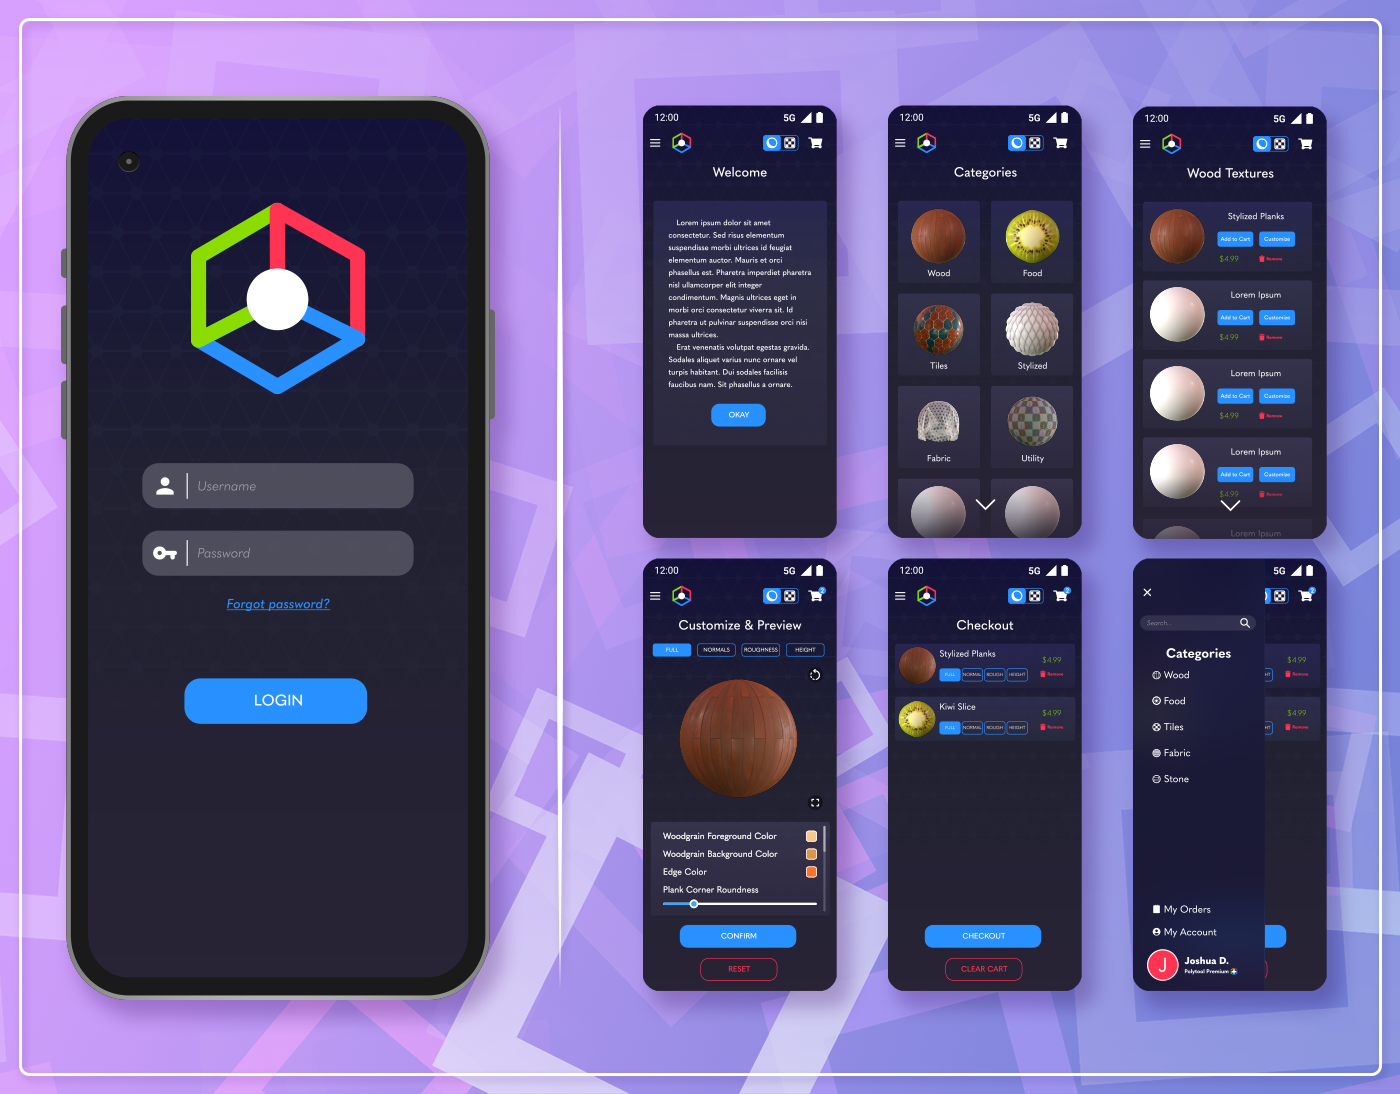 Username
Password
Forgot password?
LOGIN
12:00 5G
Welcome
Lorem ipsum dolor sit amet
consectetur. Sed risus elementum
suspendisse morbi ultrices id feugiat
elementum auctor. Mauris et orci
phasellus est. Pharetra imperdiet pharetra
nisl ullamcorper elit integer
condimentum. Magnis ultrices eget in
morbi orci consectetur viverra sit. Id
pharetra ut pulvinar suspendisse orci nisi
massa ultrices.
Erat venenatis volutpat egestas gravida.
Sodales aliquet varius nunc ornare vel
turpis habitant. Dui sodales facilisis
faucibus nam. Sit phasellus a ornare.
OKAY
12:00 5G
Categories
Wood Food
Tiles Stylized
Fabric Utility
12:00 5G
Wood Textures
Stylized Planks
Add to Cart Customize
$4.99 Remove
Lorem Ipsum
Add to Cart Customize
$4.99 Remove
Lorem Ipsum
Add to Cart Customize
$4.99 Remove
Lorem Ipsum
Add to Cart Customize
$4.99 Remove
Lorem Ipsum
12:00 5G
2
Customize & Preview
FULL NORMALS ROUGHNESS HEIGHT
Woodgrain Foreground Color
Woodgrain Background Color
Edge Color
Plank Corner Roundness
CONFIRM
RESET
12:00 5G
2
Checkout
Stylized Planks
$4.99
FULL NORMAL ROUGH HEIGHT Remove
Kiwi Slice
$4.99
FULL NORMAL ROUGH HEIGHT Remove
CHECKOUT
CLEAR CART
5G
2
Search...
Categories
$4.99
Wood HT Remove
Food
$4.99
Tiles HT Remove
Fabric
Stone
My Orders
My Account
J Joshua D.
Polytool Premium